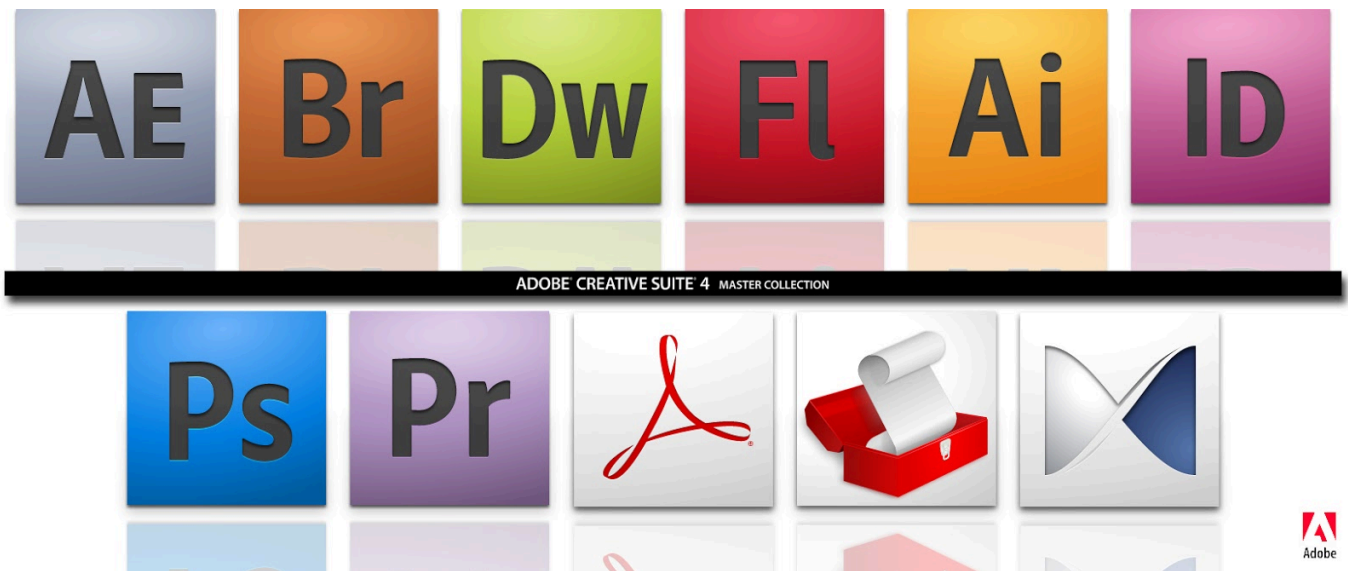 AE Br Dw Fl Ai ID
ADOBE® CREATIVE SUITE® 4 MASTER COLLECTION
Ps Pr
®
Adobe